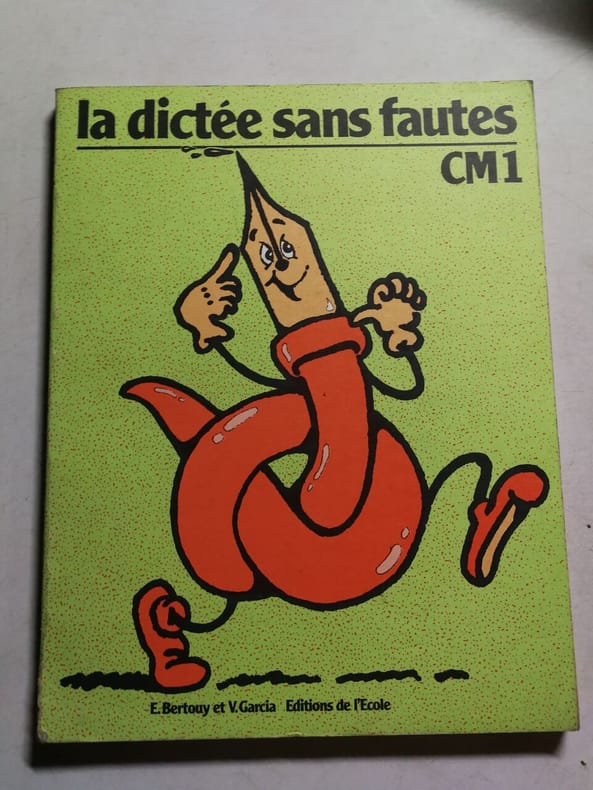 la dictée sans fautes
CM1
E. Bertouy et V. Garcia Editions de l'Ecole